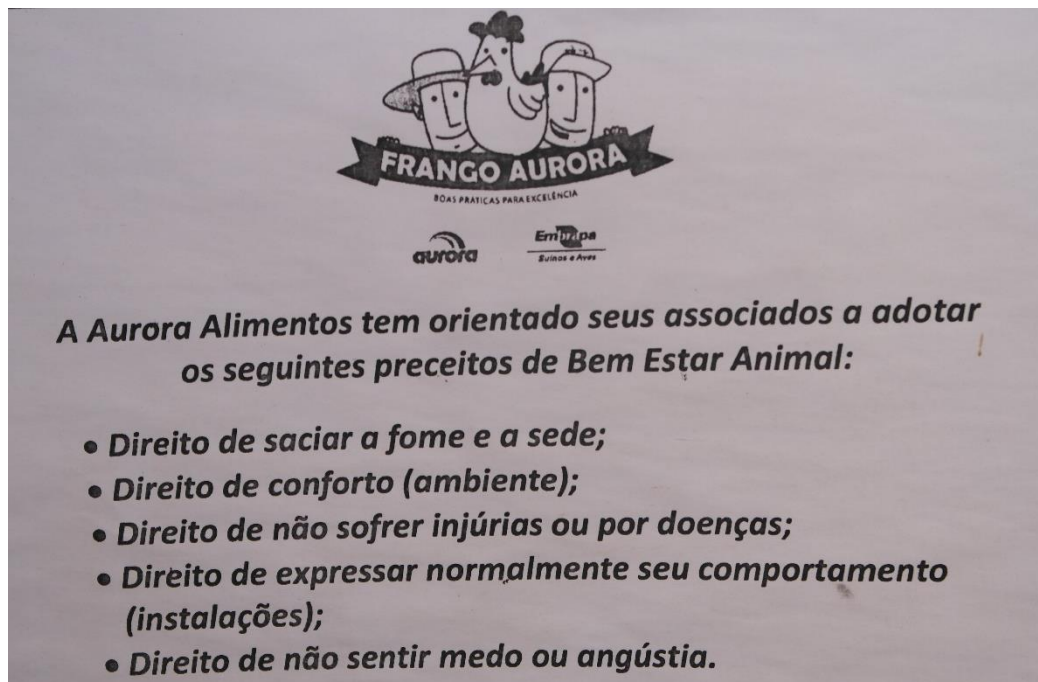 FRANGO AURORA
BOAS PRATICAS PARA EXCELÊNCIA
aurora
Embrapa
Suínos e Aves
A Aurora Alimentos tem orientado seus associados a adotar
os seguintes preceitos de Bem Estar Animal:
• Direito de saciar a fome e a sede;
• Direito de conforto (ambiente);
• Direito de não sofrer injúrias ou por doenças;
• Direito de expressar normalmente seu comportamento
(instalações);
• Direito de não sentir medo ou angústia.